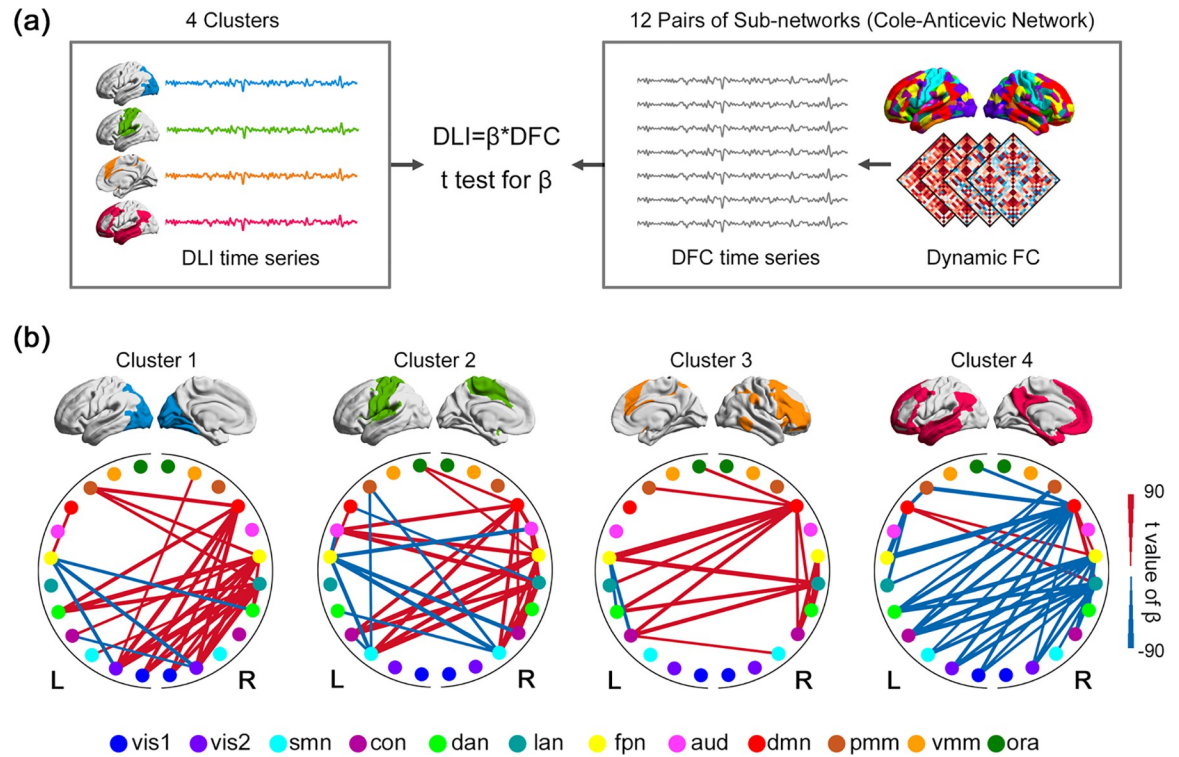 (a)
4 Clusters
12 Pairs of Sub-networks (Cole-Anticevic Network)
DLI=β*DFC
t test for β
DLI time series
DFC time series
Dynamic FC
(b)
Cluster 1
Cluster 2
Cluster 3
Cluster 4
90
t value of β
-90
L
R
L
R
L
R
L
R
vis1
vis2
smn
con
dan
lan
fpn
aud
dmn
pmm
vmm
ora